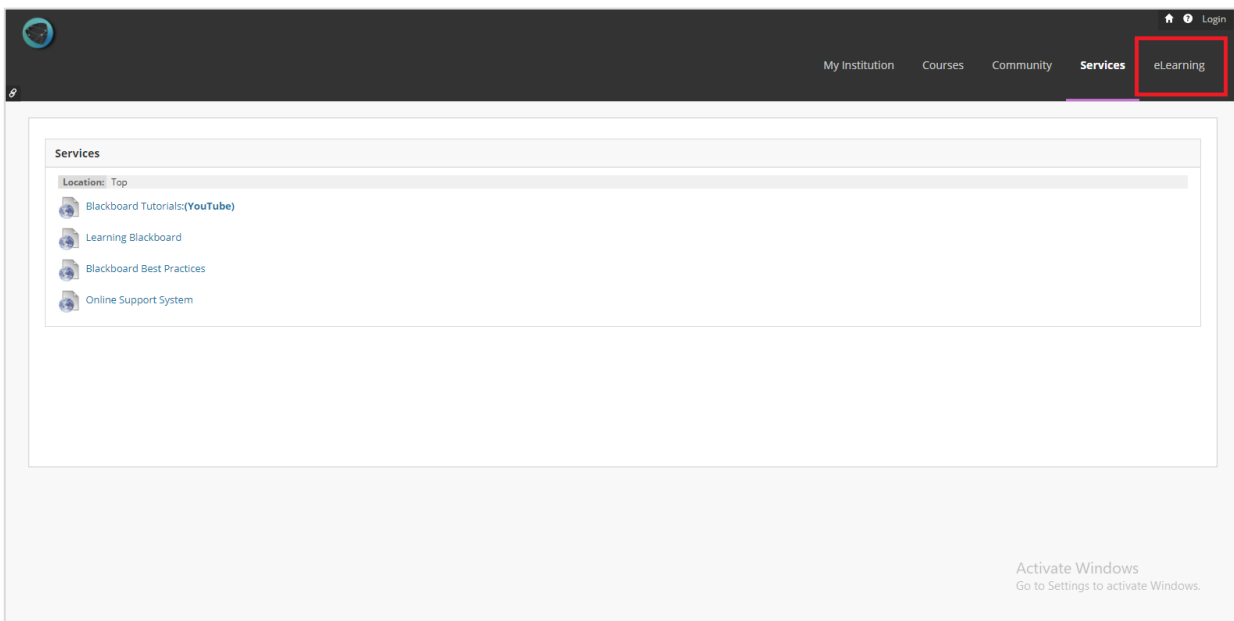 Login
My Institution Courses Community Services eLearning
Services
Location: Top
Blackboard Tutorials:(YouTube)
Learning Blackboard
Blackboard Best Practices
Online Support System
Activate Windows
Go to Settings to activate Windows.